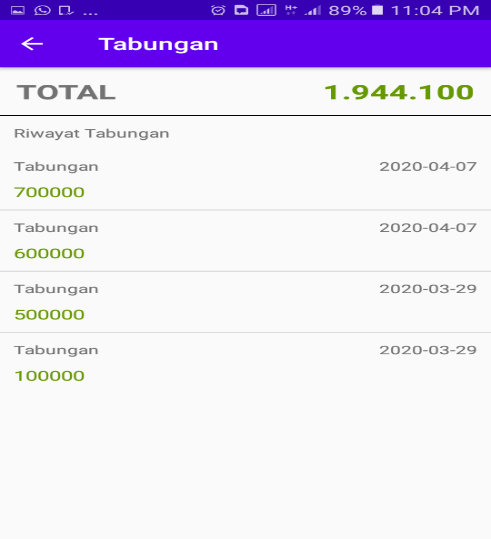 ... H+ 89% 11:04 PM
Tabungan
TOTAL 1.944.100
Riwayat Tabungan
Tabungan 2020-04-07
700000
Tabungan 2020-04-07
600000
Tabungan 2020-03-29
500000
Tabungan 2020-03-29
100000